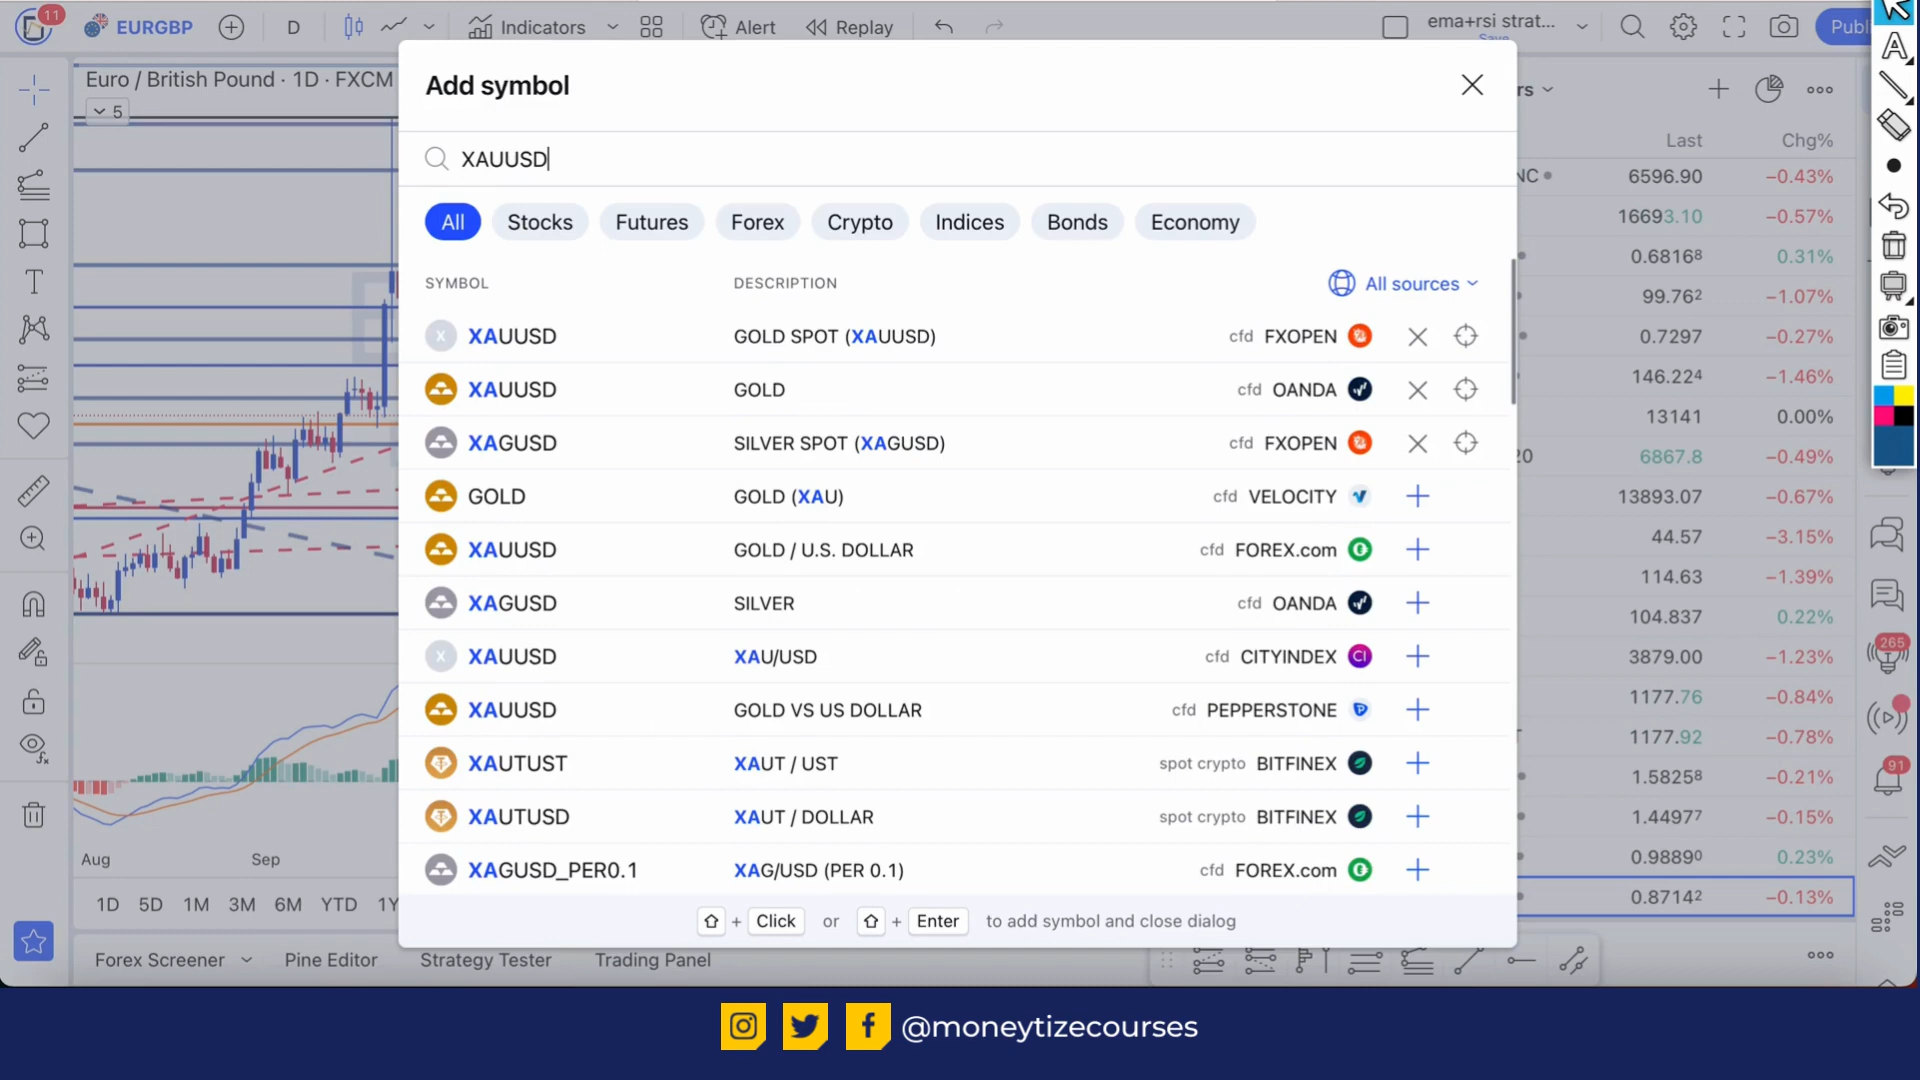 11
EURGBP
D
Indicators
Alert
Replay
ema+rsi strat...
Save
Publ
Euro / British Pound · 1D · FXCM
5
Aug
Sep
1D 5D 1M 3M 6M YTD 1Y
Forex Screener
Pine Editor
Strategy Tester
Trading Panel
Add symbol
XAUUSD
All
Stocks
Futures
Forex
Crypto
Indices
Bonds
Economy
SYMBOL DESCRIPTION All sources
X XAUUSD GOLD SPOT (XAUUSD) cfd FXOPEN
XAUUSD GOLD cfd OANDA
XAGUSD SILVER SPOT (XAGUSD) cfd FXOPEN
GOLD GOLD (XAU) cfd VELOCITY
XAUUSD GOLD / U.S. DOLLAR cfd FOREX.com
XAGUSD SILVER cfd OANDA
X XAUUSD XAU/USD cfd CITYINDEX CI
XAUUSD GOLD VS US DOLLAR cfd PEPPERSTONE
XAUTUST XAUT / UST spot crypto BITFINEX
XAUTUSD XAUT / DOLLAR spot crypto BITFINEX
XAGUSD_PER0.1 XAG/USD (PER 0.1) cfd FOREX.com
+ Click or + Enter to add symbol and close dialog
rs
Last Chg%
NC 6596.90 −0.43%
16693.10 −0.57%
0.68168 0.31%
99.762 −1.07%
0.7297 −0.27%
146.224 −1.46%
13141 0.00%
20 6867.8 −0.49%
13893.07 −0.67%
44.57 −3.15%
114.63 −1.39%
104.837 0.22%
3879.00 −1.23%
1177.76 −0.84%
1177.92 −0.78%
1.58258 −0.21%
1.44977 −0.15%
0.98890 0.23%
0.87142 −0.13%
265
91
@moneytizecourses